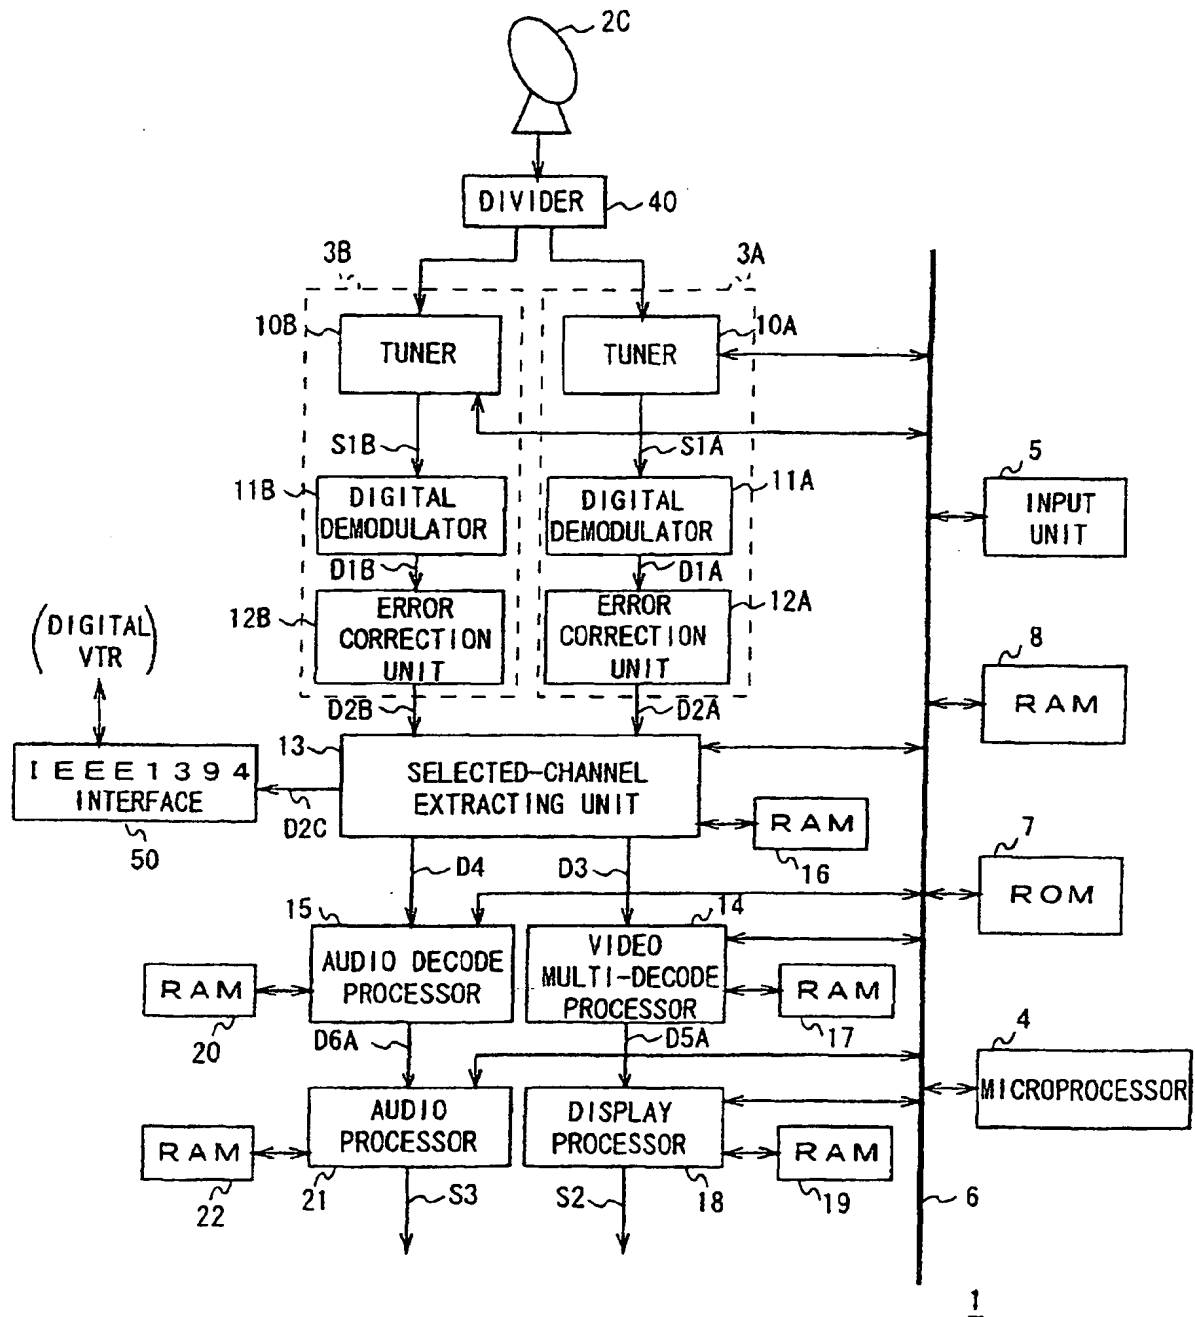 2C
DIVIDER
40
3B
3A
10B
TUNER
TUNER
10A
S1B
S1A
5
INPUT
UNIT
11B
DIGITAL
DEMODULATOR
DIGITAL
DEMODULATOR
11A
D1B
D1A
12B
ERROR
CORRECTION
UNIT
ERROR
CORRECTION
UNIT
12A
(DIGITAL
VTR)
8
RAM
D2B
D2A
13
SELECTED-CHANNEL
EXTRACTING UNIT
IEEE1394
INTERFACE
50
D2C
RAM
16
D4
D3
7
ROM
15
AUDIO DECODE
PROCESSOR
14
VIDEO
MULTI-DECODE
PROCESSOR
RAM
20
RAM
17
D6A
D5A
4
MICROPROCESSOR
AUDIO
PROCESSOR
21
DISPLAY
PROCESSOR
18
RAM
22
RAM
19
S3
S2
6
1